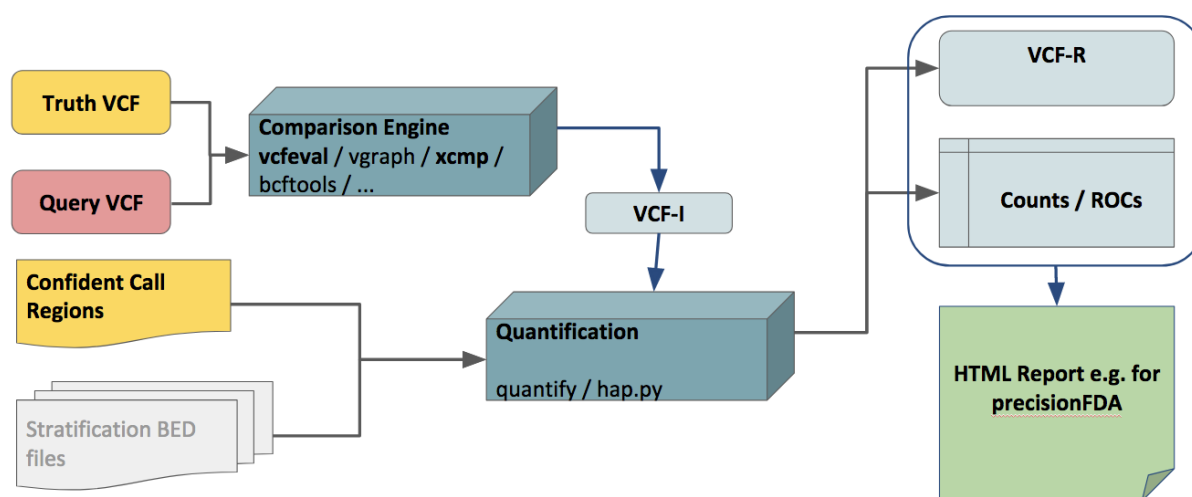 Truth VCF
Query VCF
Confident Call
Regions
Stratification BED
files
Comparison Engine
vcfeval / vgraph / xcmp /
bcftools / ...
VCF-I
Quantification
quantify / hap.py
VCF-R
Counts / ROCs
HTML Report e.g. for
precisionFDA